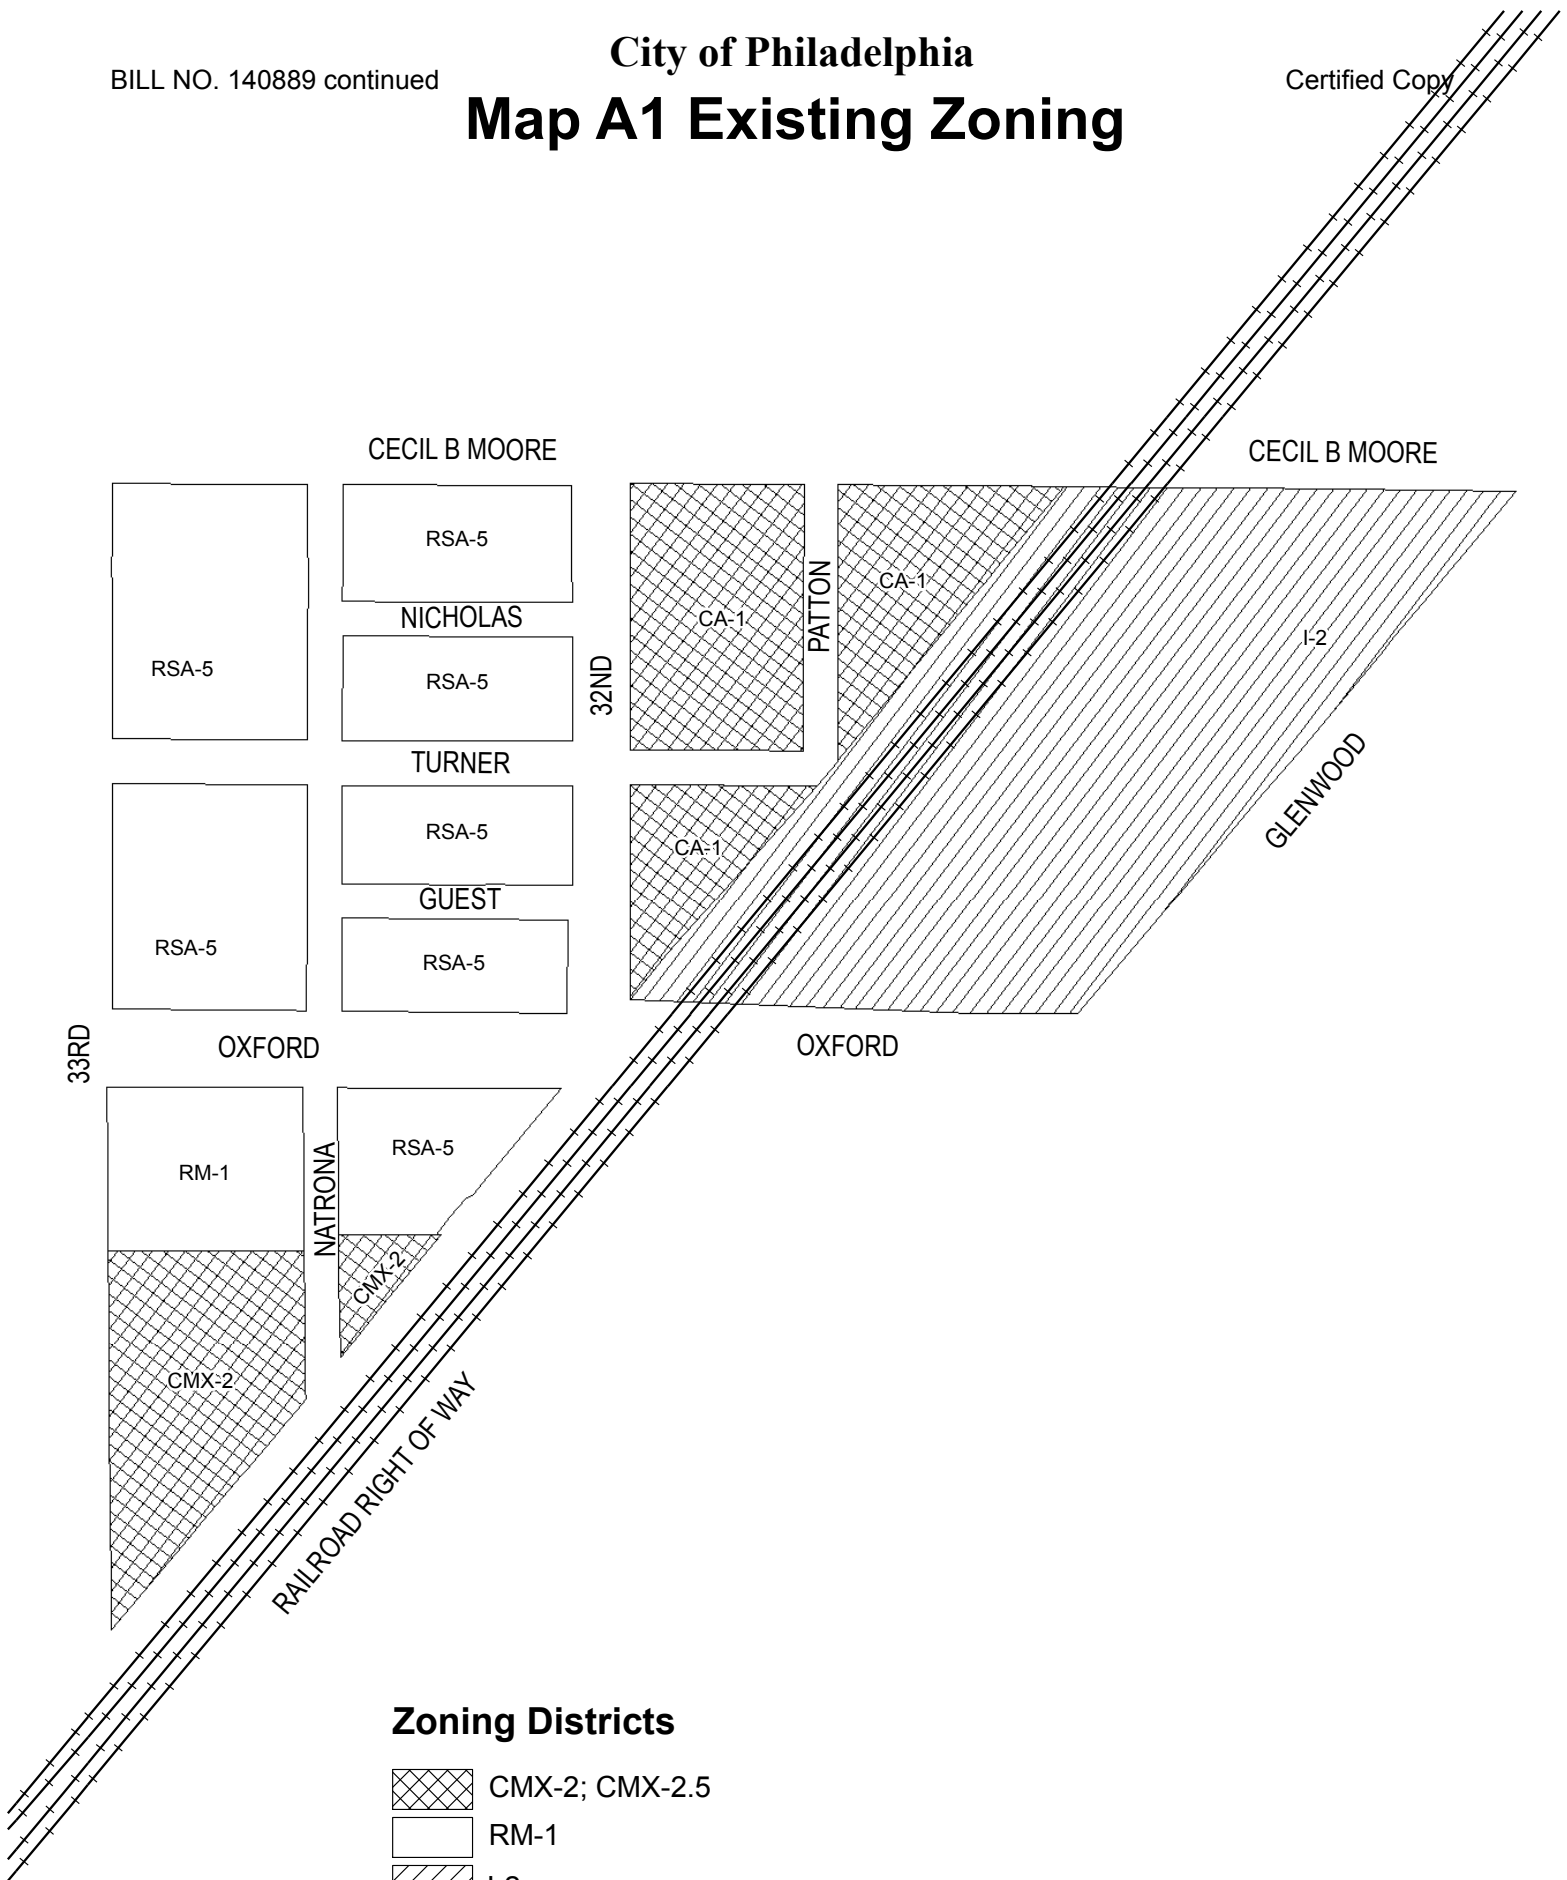 City of Philadelphia
BILL NO. 140889 continued
Certified Copy
Map A1 Existing Zoning
CECIL B MOORE
CECIL B MOORE
RSA-5
NICHOLAS
PATTON
CA-1
CA-1
I-2
RSA-5
RSA-5
32ND
TURNER
GLENWOOD
RSA-5
CA-1
GUEST
RSA-5
RSA-5
33RD
OXFORD
OXFORD
RM-1
NATRONA
RSA-5
CMX-2
CMX-2
RAILROAD RIGHT OF WAY
Zoning Districts
CMX-2; CMX-2.5
RM-1